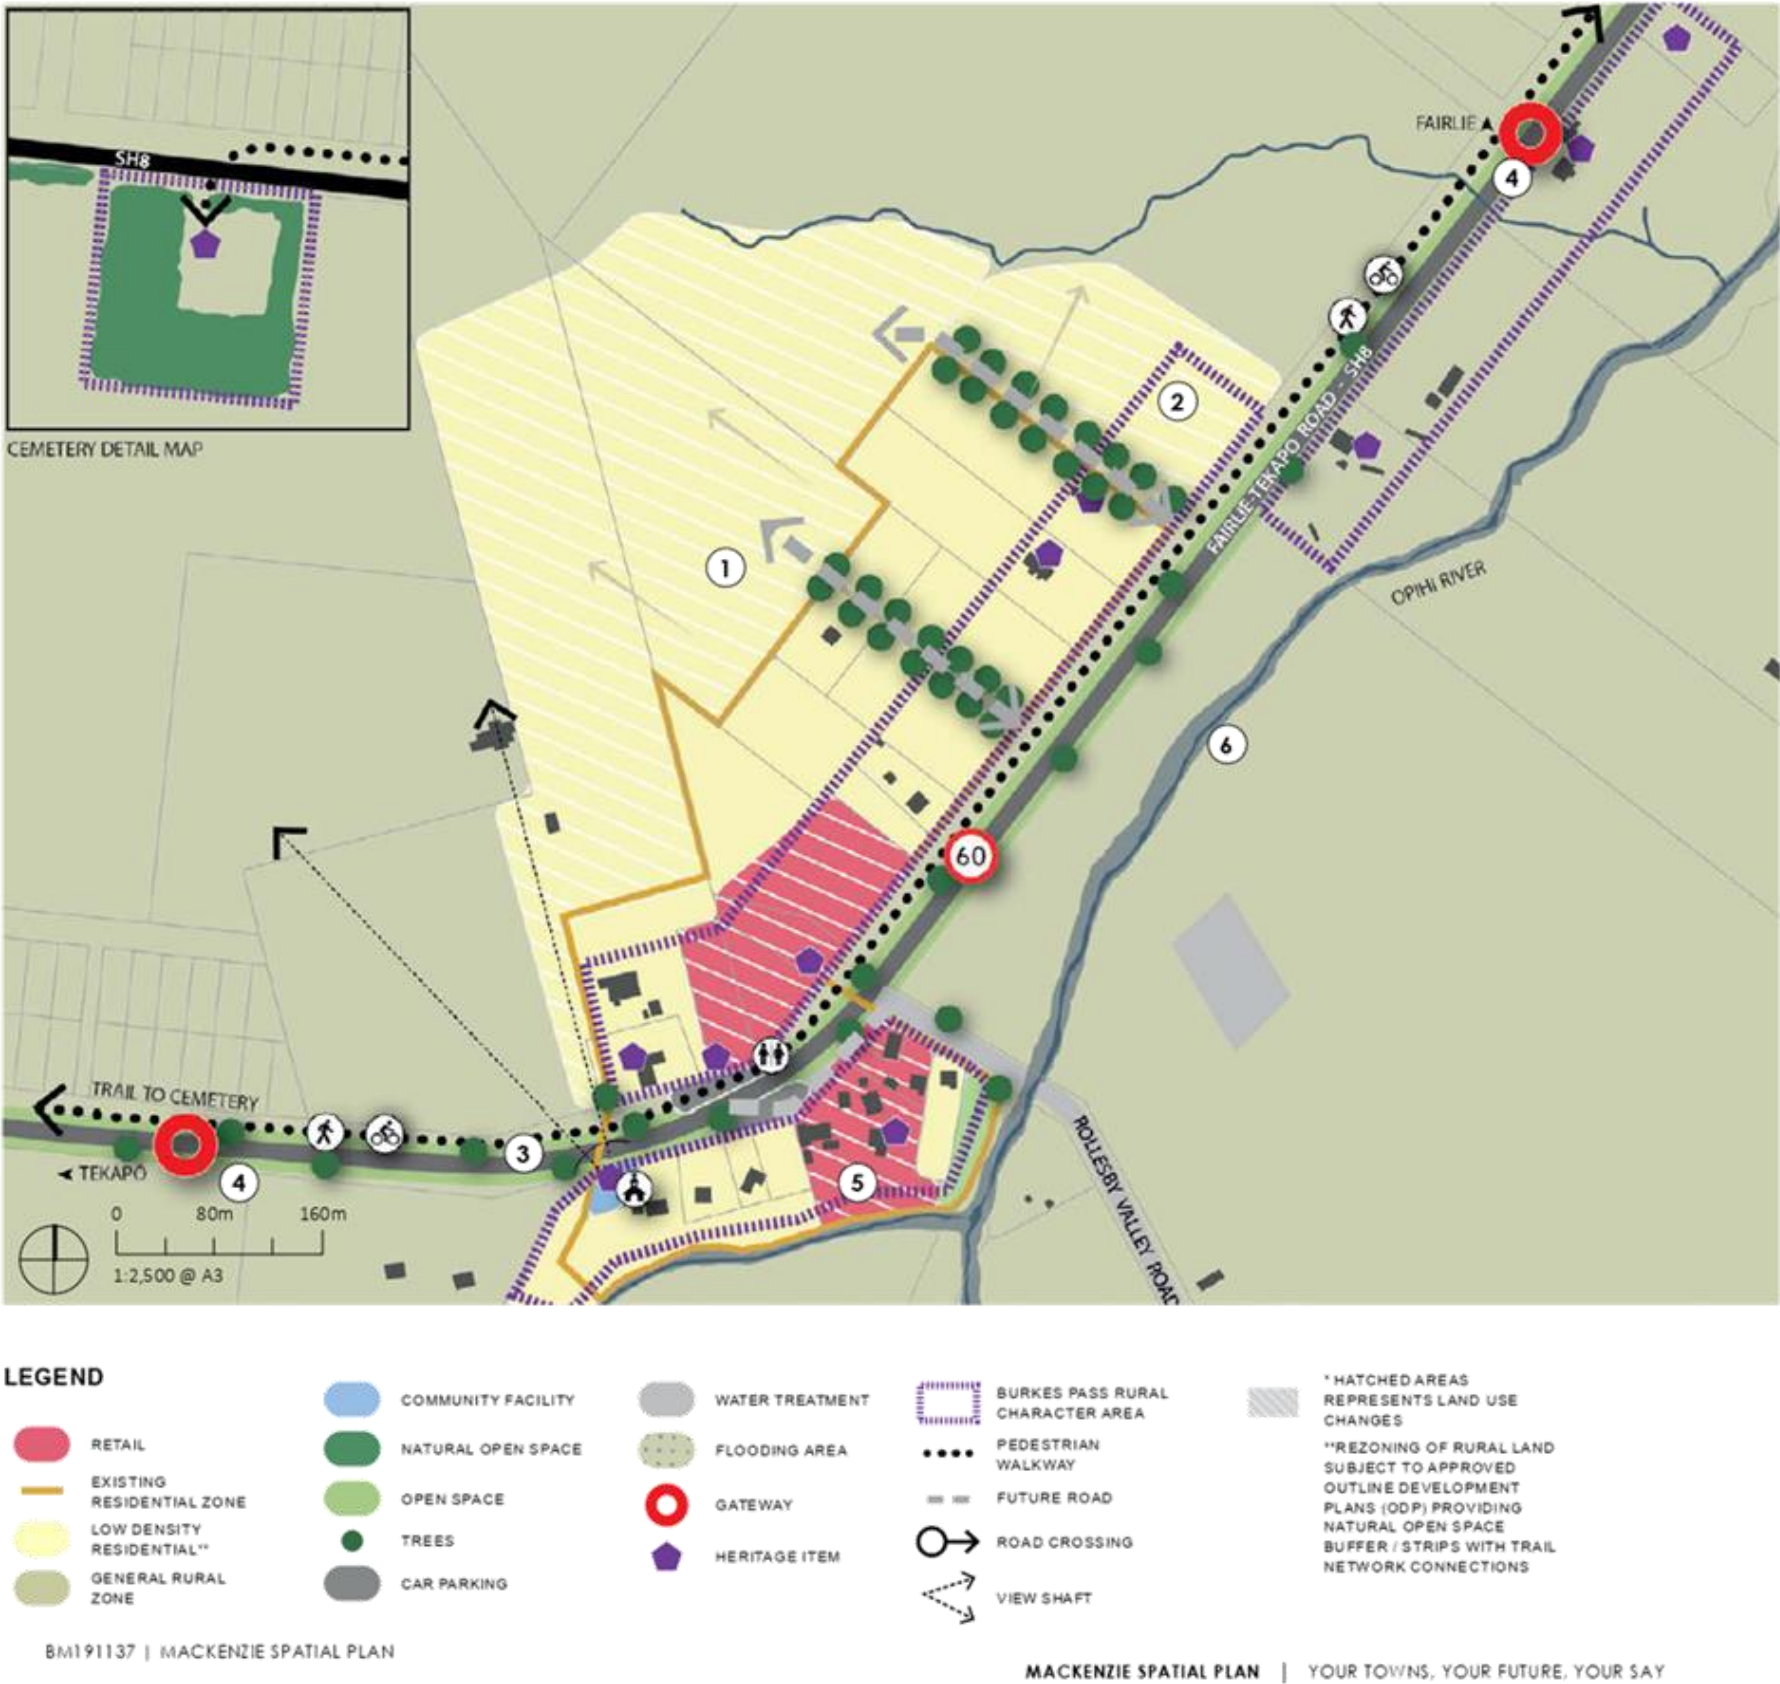 SH8
CEMETERY DETAIL MAP
FAIRLIE
4
2
FAIRLIE-TEKAPO ROAD - SH8
1
OPIHI RIVER
6
60
TRAIL TO CEMETERY
3
TEKAPŌ
4
5
ROLLESBY VALLEY ROAD
0 80m 160m
1:2,500 @ A3
LEGEND
RETAIL
EXISTING
RESIDENTIAL ZONE
LOW DENSITY
RESIDENTIAL**
GENERAL RURAL
ZONE
COMMUNITY FACILITY
NATURAL OPEN SPACE
OPEN SPACE
TREES
CAR PARKING
WATER TREATMENT
FLOODING AREA
GATEWAY
HERITAGE ITEM
BURKES PASS RURAL
CHARACTER AREA
PEDESTRIAN
WALKWAY
FUTURE ROAD
ROAD CROSSING
VIEW SHAFT
* HATCHED AREAS
REPRESENTS LAND USE
CHANGES
**REZONING OF RURAL LAND
SUBJECT TO APPROVED
OUTLINE DEVELOPMENT
PLANS (ODP) PROVIDING
NATURAL OPEN SPACE
BUFFER / STRIPS WITH TRAIL
NETWORK CONNECTIONS
BM191137 | MACKENZIE SPATIAL PLAN
MACKENZIE SPATIAL PLAN | YOUR TOWNS, YOUR FUTURE, YOUR SAY